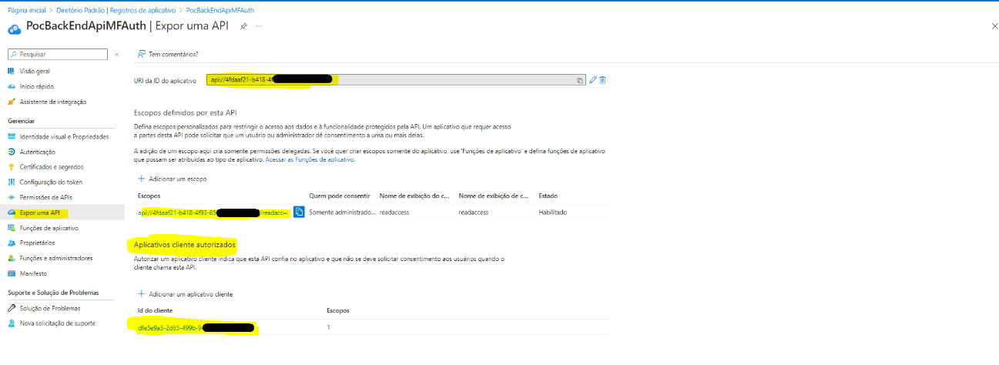 Página inicial > Diretório Padrão | Registros de aplicativo > PocBackEndApiMFAuth >
PocBackEndApiMFAuth | Expor uma API
Pesquisar
Tem comentários?
Visão geral
Início rápido
Assistente de integração
Gerenciar
Identidade visual e Propriedades
Autenticação
Certificados e segredos
Configuração do token
Permissões de APIs
Expor uma API
Funções de aplicativo
Proprietários
Funções e administradores
Manifesto
Suporte e Solução de Problemas
Solução de Problemas
Nova solicitação de suporte
URI da ID do aplicativo
api://4fdaaf21-b418-4f
Escopos definidos por esta API
Defina escopos personalizados para restringir o acesso aos dados e à funcionalidade protegidos pela API. Um aplicativo que requer acesso
a partes desta API pode solicitar que um usuário ou administrador dê consentimento a uma ou mais delas.
A adição de um escopo aqui cria somente permissões delegadas. Se você quer criar escopos somente do aplicativo, use 'Funções de aplicativo' e defina funções de aplicativo
que possam ser atribuídas ao tipo de aplicativo. Acessar as Funções de aplicativo.
Adicionar um escopo
Escopos Quem pode consentir Nome de exibição do c... Nome de exibição de c... Estado
api://4fdaaf21-b418-4f93-85 /readacc... Somente administrado... readaccess readaccess Habilitado
Aplicativos cliente autorizados
Autorizar um aplicativo cliente indica que esta API confia no aplicativo e que não se deve solicitar consentimento aos usuários quando o
cliente chama esta API.
Adicionar um aplicativo cliente
Id do cliente Escopos
dfe5e9a3-2d65-499b-9 1